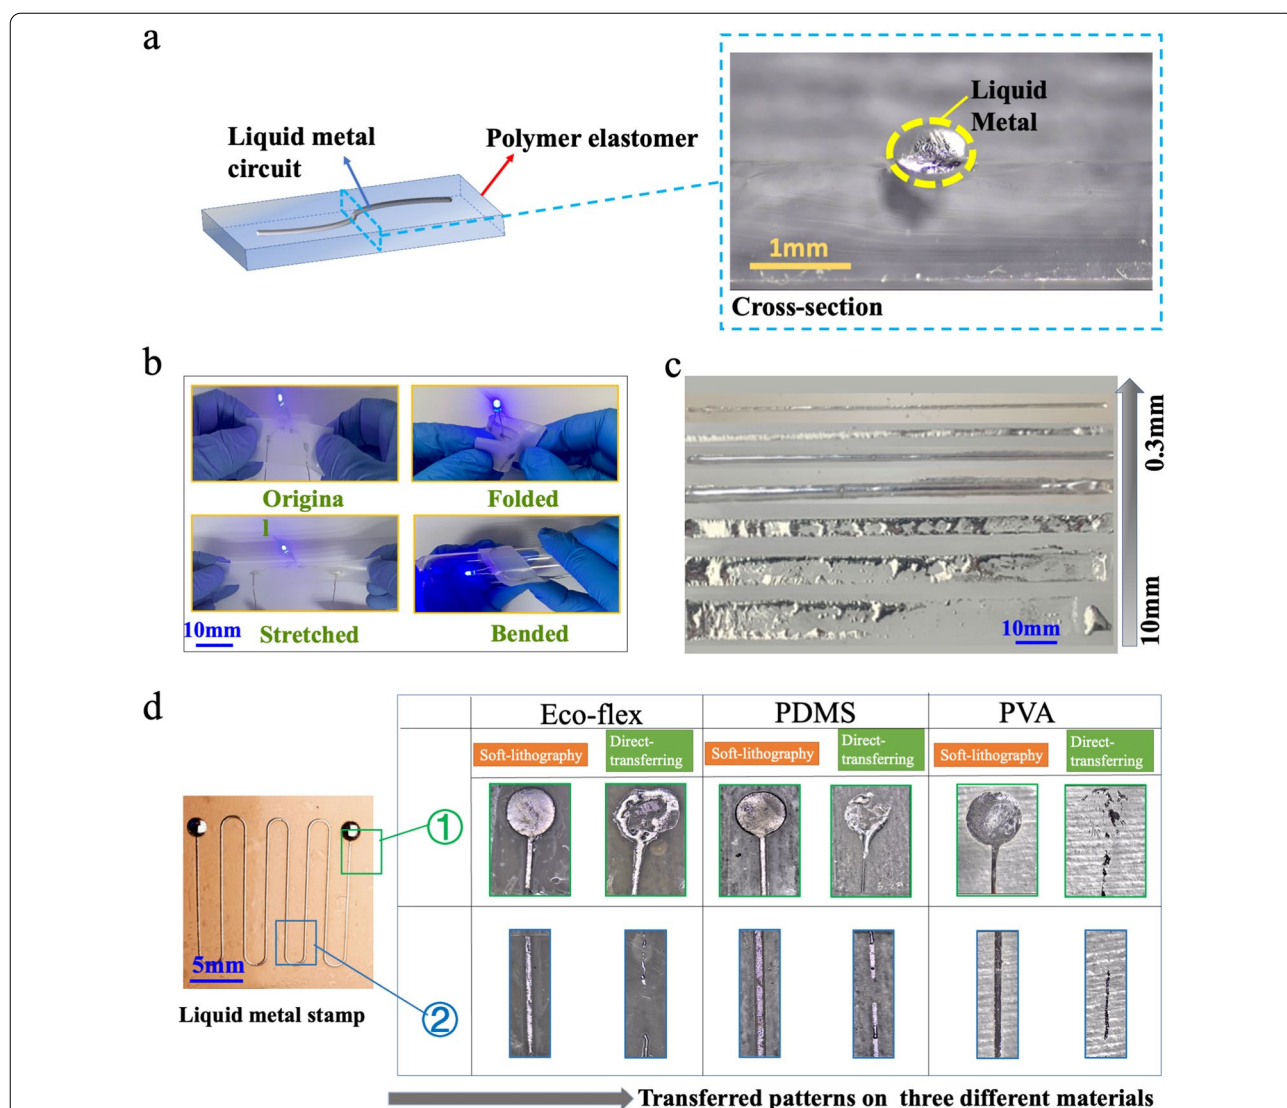 a
Liquid metal
circuit
Polymer elastomer
Liquid
Metal
1mm
Cross-section
b
Origina
l
Folded
Stretched
Bended
10mm
c
0.3mm
10mm
10mm
d
Eco-flex
PDMS
PVA
Soft-lithography
Direct-
transferring
Soft-lithography
Direct-
transferring
Soft-lithography
Direct-
transferring
①
②
5mm
Liquid metal stamp
Transferred patterns on three different materials